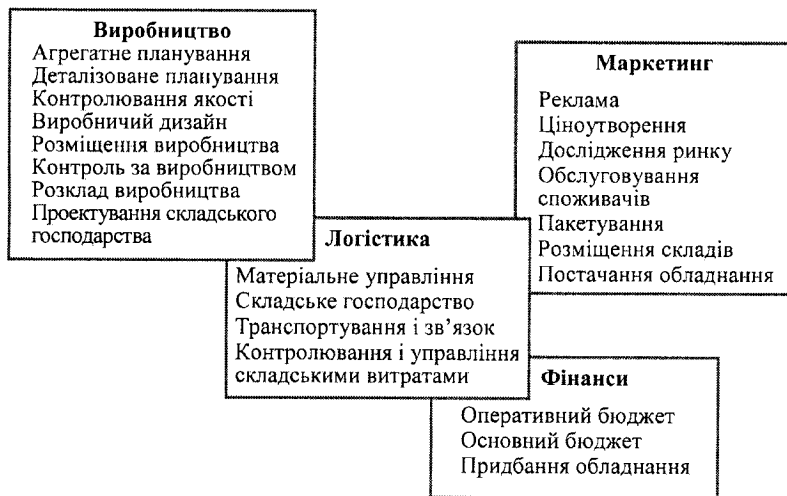 Виробництво
Агрегатне планування
Деталізоване планування
Контролювання якості
Виробничий дизайн
Розміщення виробництва
Контроль за виробництвом
Розклад виробництва
Проектування складського
господарства
Маркетинг
Реклама
Ціноутворення
Дослідження ринку
Обслуговування
споживачів
Пакетування
Розміщення складів
Постачання обладнання
Логістика
Матеріальне управління
Складське господарство
Транспортування і зв’язок
Контролювання і управління
складськими витратами
Фінанси
Оперативний бюджет
Основний бюджет
Придбання обладнання